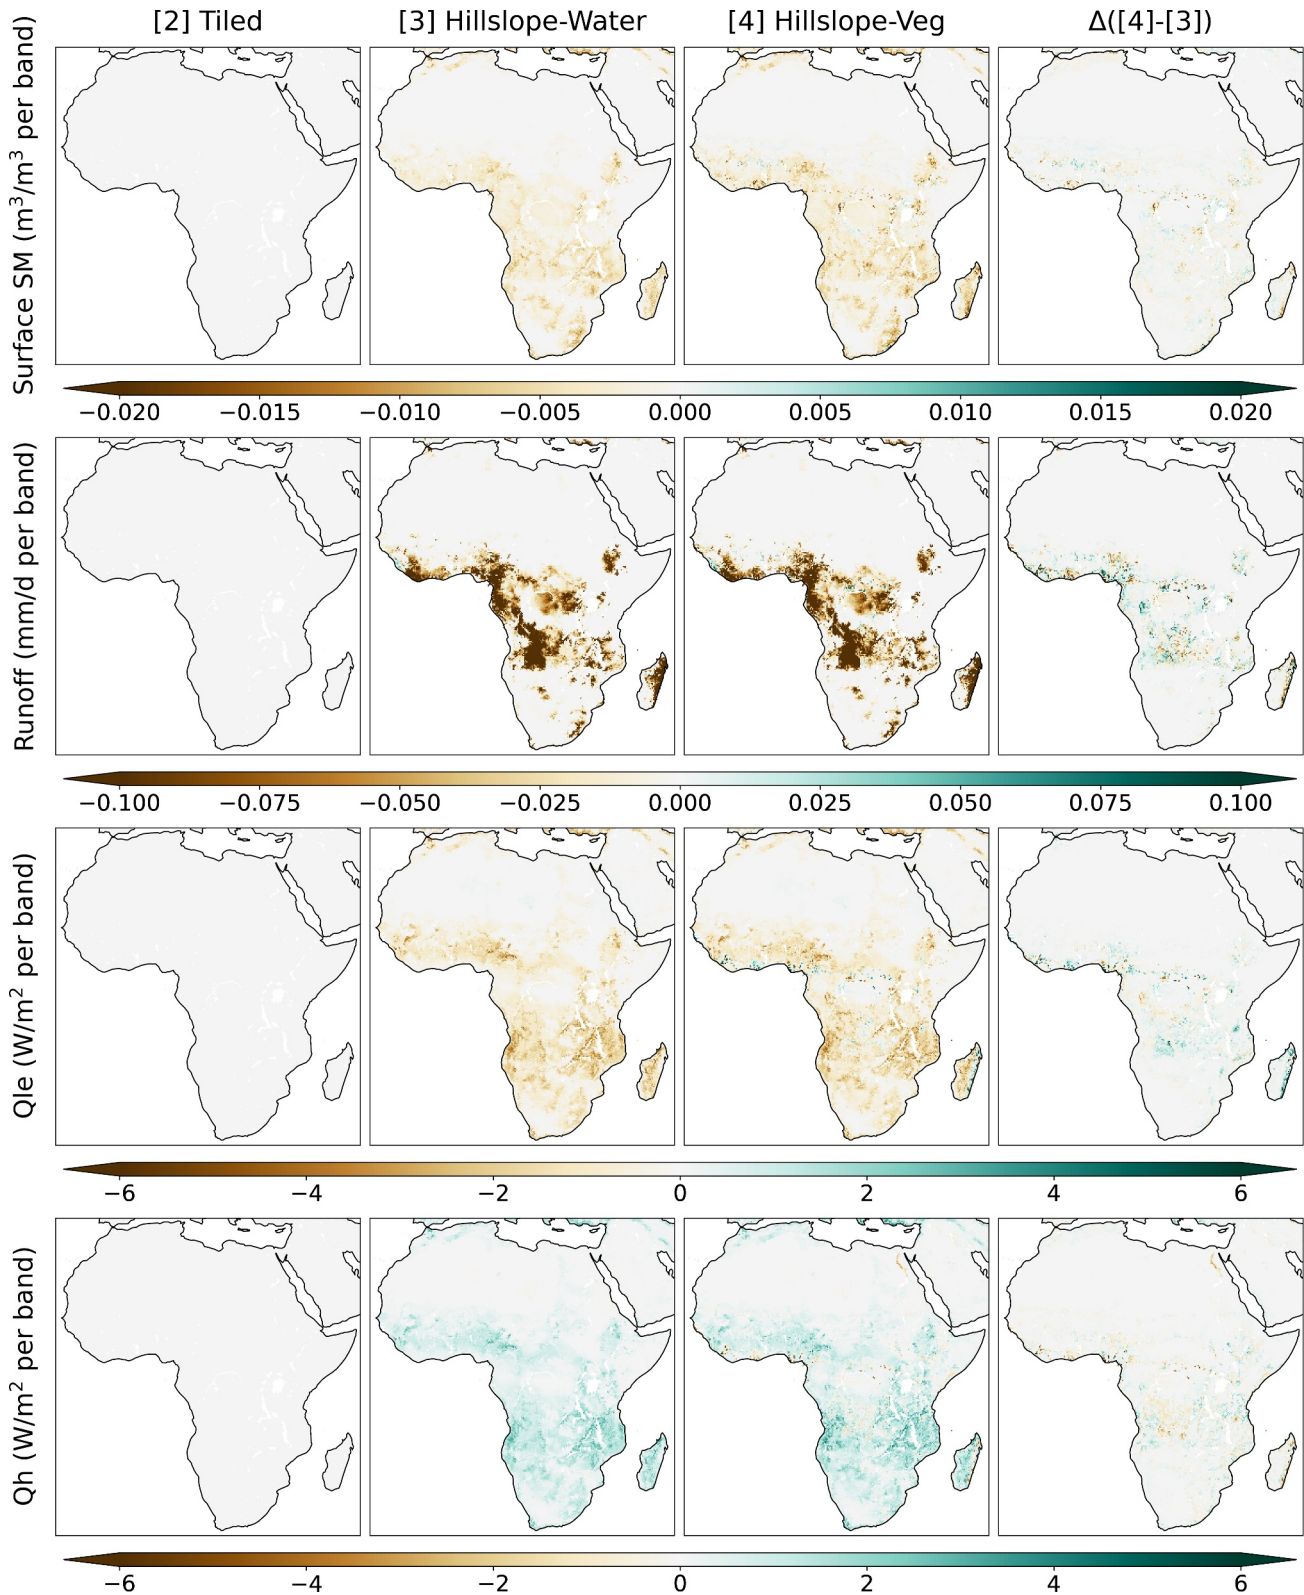 [2] Tiled
[3] Hillslope-Water
[4] Hillslope-Veg
Δ([4]-[3])
Surface SM (m³/m³ per band)
−0.020 −0.015 −0.010 −0.005 0.000 0.005 0.010 0.015 0.020
Runoff (mm/d per band)
−0.100 −0.075 −0.050 −0.025 0.000 0.025 0.050 0.075 0.100
Qle (W/m² per band)
−6 −4 −2 0 2 4 6
Qh (W/m² per band)
−6 −4 −2 0 2 4 6